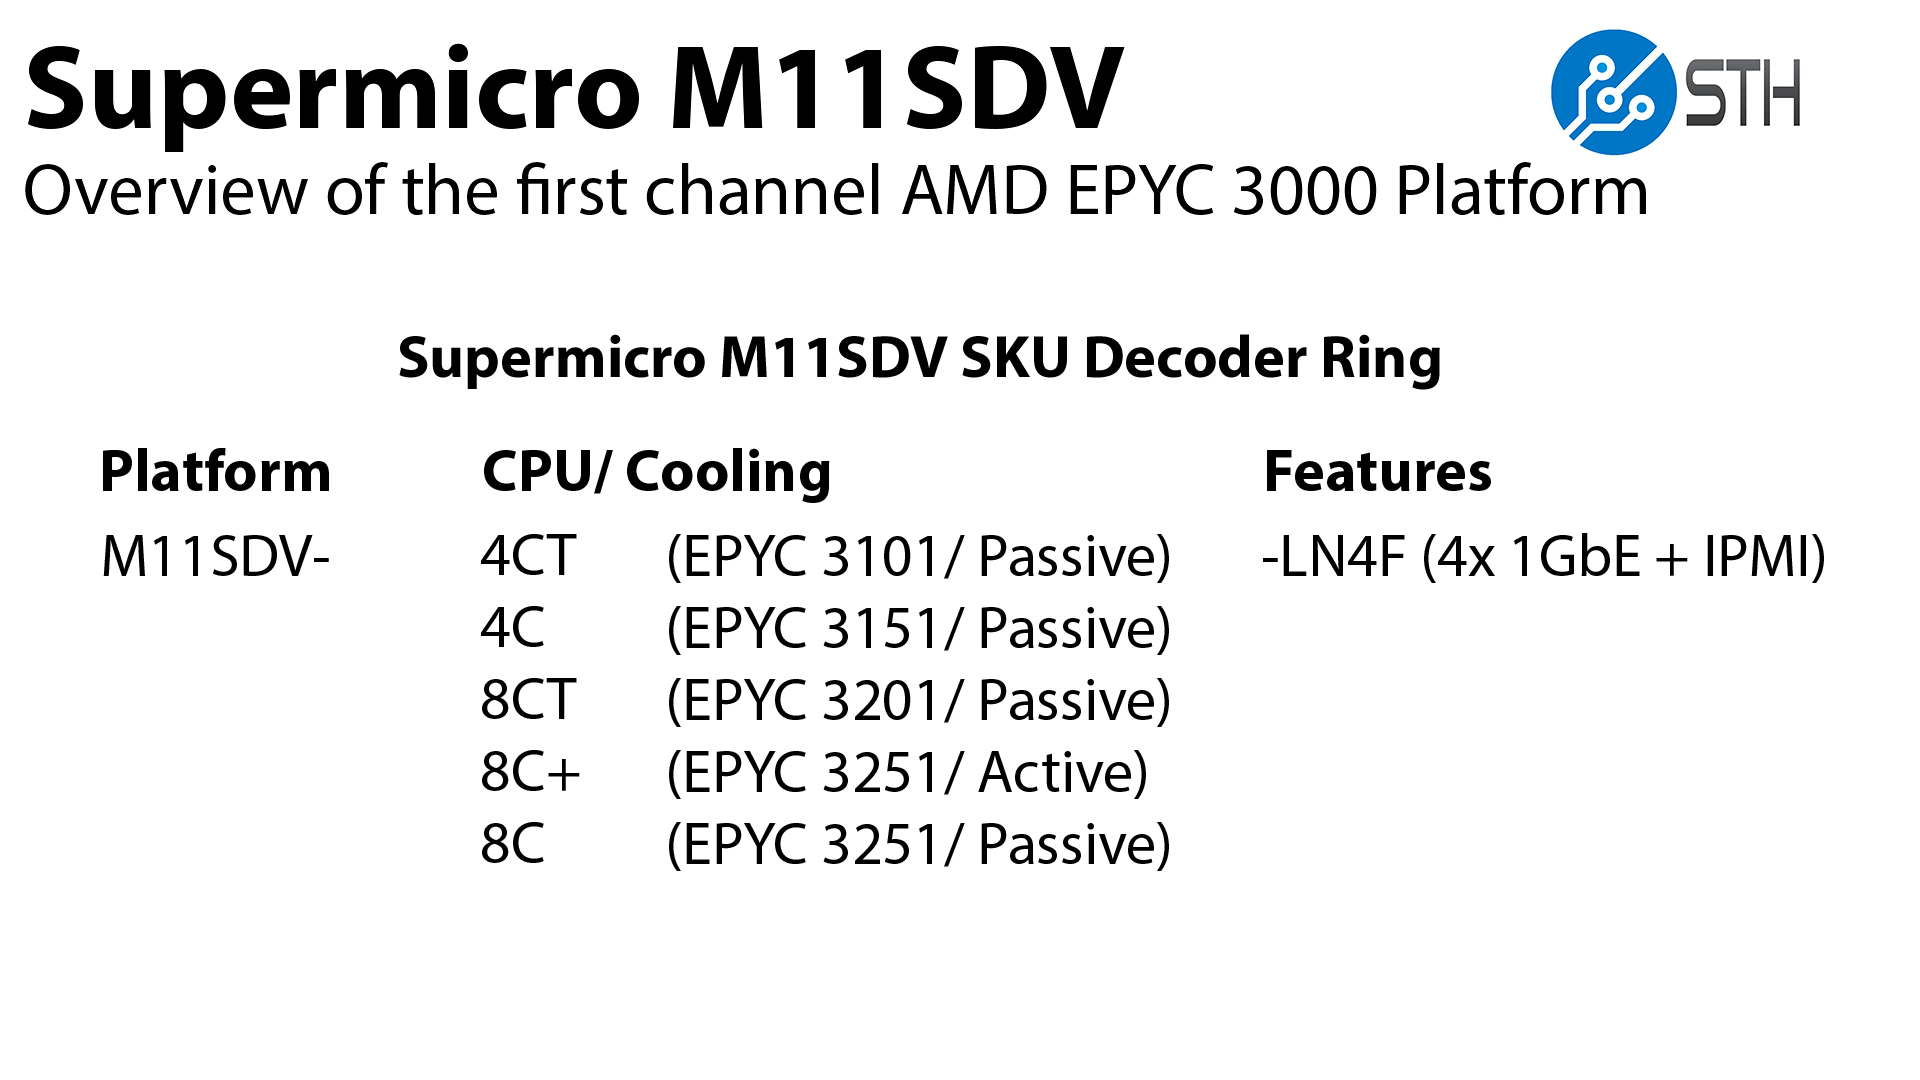 Supermicro M11SDV
STH
Overview of the first channel AMD EPYC 3000 Platform
Supermicro M11SDV SKU Decoder Ring
Platform CPU/ Cooling Features
M11SDV- 4CT (EPYC 3101/ Passive) -LN4F (4x 1GbE + IPMI)
4C (EPYC 3151/ Passive)
8CT (EPYC 3201/ Passive)
8C+ (EPYC 3251/ Active)
8C (EPYC 3251/ Passive)